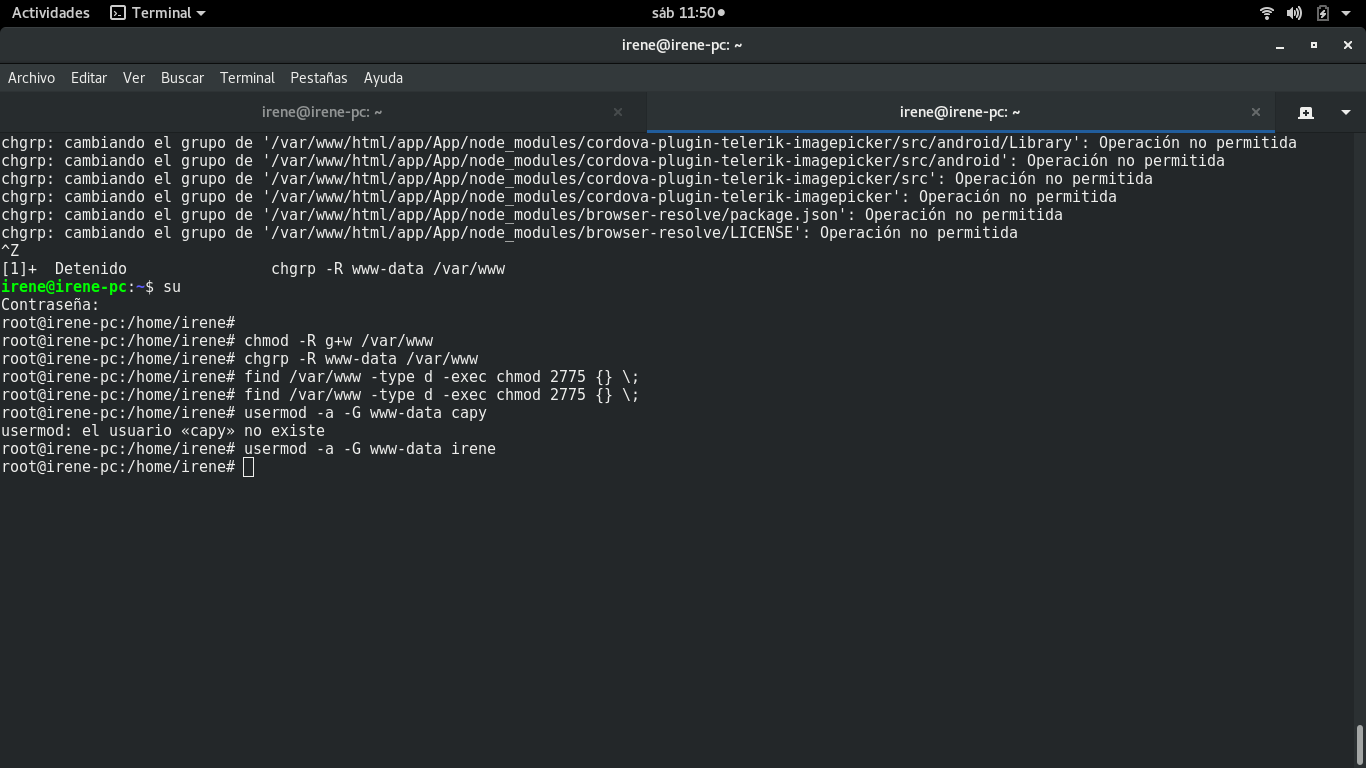 Actividades Terminal sáb 11:50
irene@irene-pc: ~
Archivo Editar Ver Buscar Terminal Pestañas Ayuda
irene@irene-pc: ~ irene@irene-pc: ~
chgrp: cambiando el grupo de '/var/www/html/app/App/node_modules/cordova-plugin-telerik-imagepicker/src/android/Library': Operación no permitida
chgrp: cambiando el grupo de '/var/www/html/app/App/node_modules/cordova-plugin-telerik-imagepicker/src/android': Operación no permitida
chgrp: cambiando el grupo de '/var/www/html/app/App/node_modules/cordova-plugin-telerik-imagepicker/src': Operación no permitida
chgrp: cambiando el grupo de '/var/www/html/app/App/node_modules/cordova-plugin-telerik-imagepicker': Operación no permitida
chgrp: cambiando el grupo de '/var/www/html/app/App/node_modules/browser-resolve/package.json': Operación no permitida
chgrp: cambiando el grupo de '/var/www/html/app/App/node_modules/browser-resolve/LICENSE': Operación no permitida
^Z
[1]+  Detenido                chgrp -R www-data /var/www
irene@irene-pc:~$ su
Contraseña:
root@irene-pc:/home/irene#
root@irene-pc:/home/irene# chmod -R g+w /var/www
root@irene-pc:/home/irene# chgrp -R www-data /var/www
root@irene-pc:/home/irene# find /var/www -type d -exec chmod 2775 {} \;
root@irene-pc:/home/irene# find /var/www -type d -exec chmod 2775 {} \;
root@irene-pc:/home/irene# usermod -a -G www-data capy
usermod: el usuario «capy» no existe
root@irene-pc:/home/irene# usermod -a -G www-data irene
root@irene-pc:/home/irene#